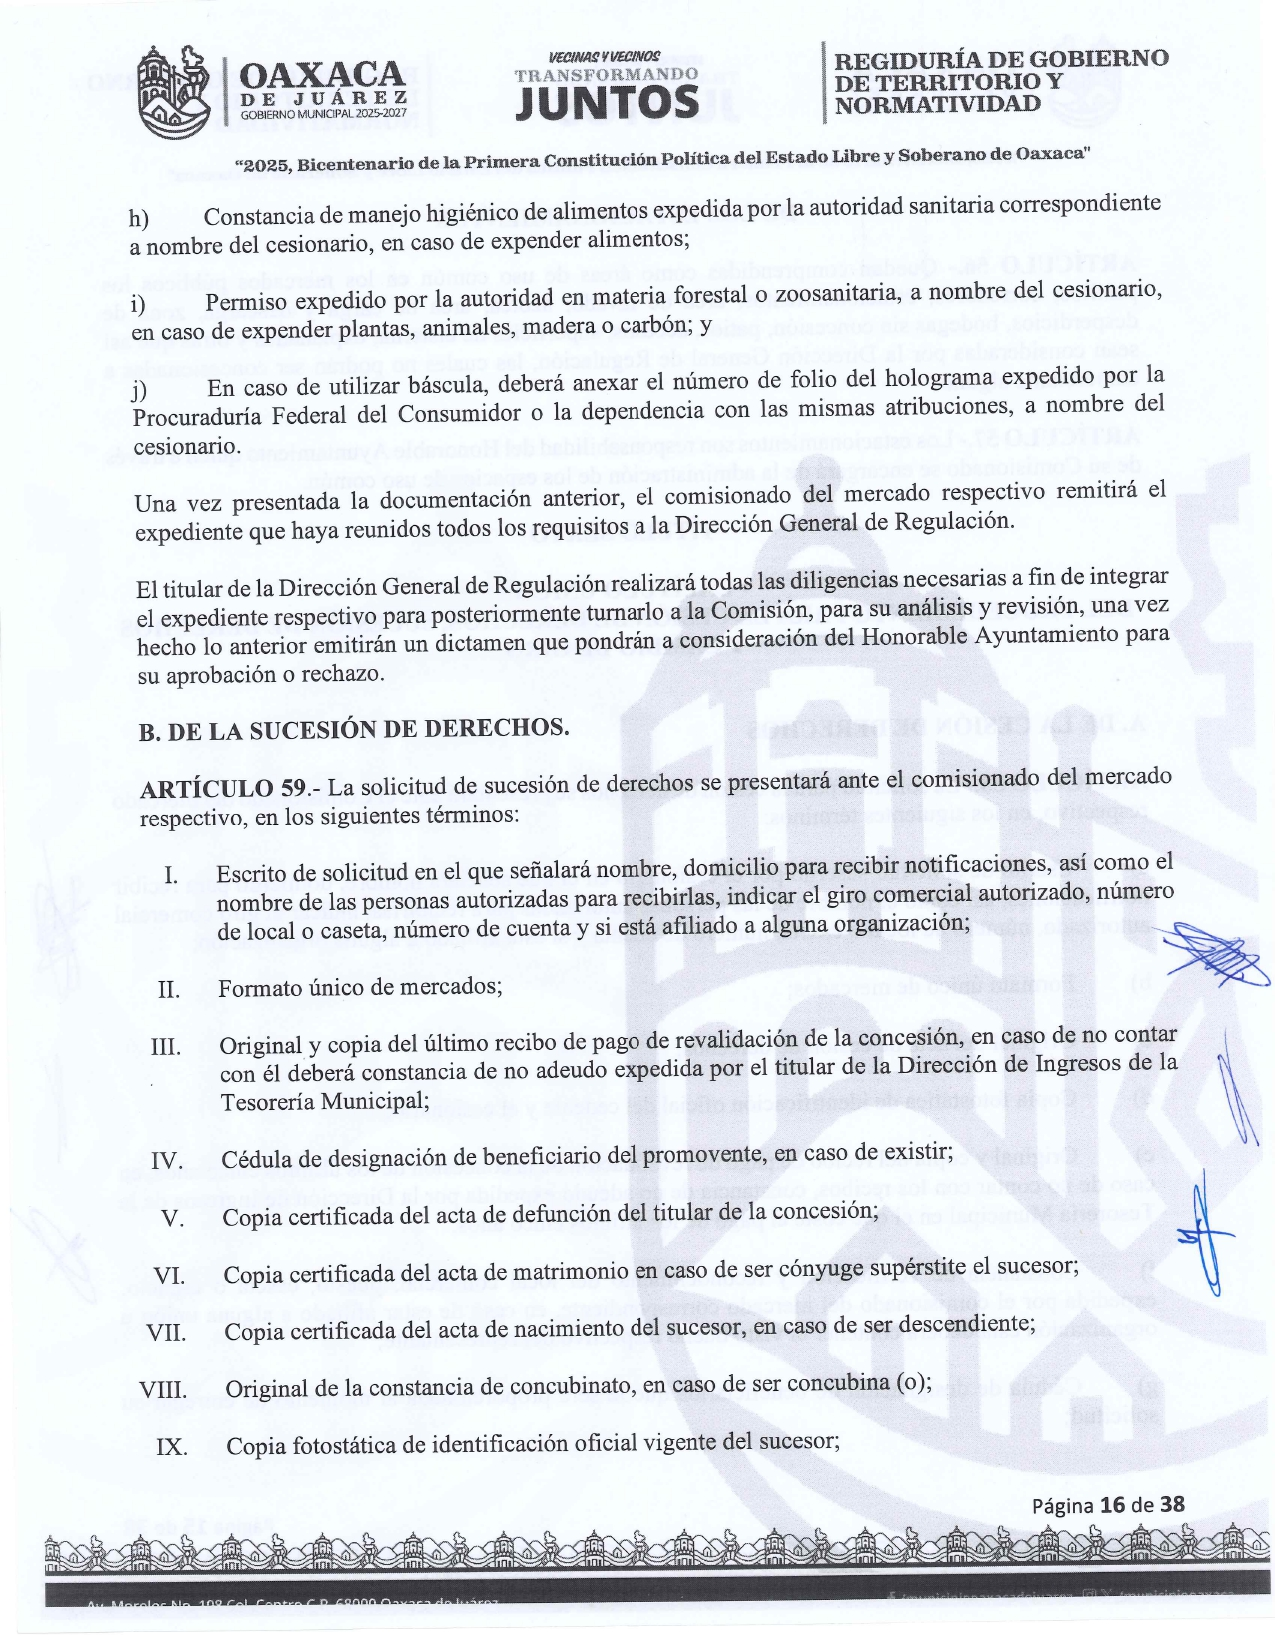 OAXACA
DE JUÁREZ
GOBIERNO MUNICIPAL 2025-2027
VECINAS Y VECINOS
TRANSFORMANDO
JUNTOS
REGIDURÍA DE GOBIERNO
DE TERRITORIO Y
NORMATIVIDAD
"2025, Bicentenario de la Primera Constitución Política del Estado Libre y Soberano de Oaxaca"
h) Constancia de manejo higiénico de alimentos expedida por la autoridad sanitaria correspondiente
a nombre del cesionario, en caso de expender alimentos;
i) Permiso expedido por la autoridad en materia forestal o zoosanitaria, a nombre del cesionario,
en caso de expender plantas, animales, madera o carbón; y
j) En caso de utilizar báscula, deberá anexar el número de folio del holograma expedido por la
Procuraduría Federal del Consumidor o la dependencia con las mismas atribuciones, a nombre del
cesionario.
Una vez presentada la documentación anterior, el comisionado del mercado respectivo remitirá el
expediente que haya reunidos todos los requisitos a la Dirección General de Regulación.
El titular de la Dirección General de Regulación realizará todas las diligencias necesarias a fin de integrar
el expediente respectivo para posteriormente turnarlo a la Comisión, para su análisis y revisión, una vez
hecho lo anterior emitirán un dictamen que pondrán a consideración del Honorable Ayuntamiento para
su aprobación o rechazo.
B. DE LA SUCESIÓN DE DERECHOS.
ARTÍCULO 59.- La solicitud de sucesión de derechos se presentará ante el comisionado del mercado
respectivo, en los siguientes términos:
I. Escrito de solicitud en el que señalará nombre, domicilio para recibir notificaciones, así como el
nombre de las personas autorizadas para recibirlas, indicar el giro comercial autorizado, número
de local o caseta, número de cuenta y si está afiliado a alguna organización;
II. Formato único de mercados;
III. Original y copia del último recibo de pago de revalidación de la concesión, en caso de no contar
con él deberá constancia de no adeudo expedida por el titular de la Dirección de Ingresos de la
Tesorería Municipal;
IV. Cédula de designación de beneficiario del promovente, en caso de existir;
V. Copia certificada del acta de defunción del titular de la concesión;
VI. Copia certificada del acta de matrimonio en caso de ser cónyuge supérstite el sucesor;
VII. Copia certificada del acta de nacimiento del sucesor, en caso de ser descendiente;
VIII. Original de la constancia de concubinato, en caso de ser concubina (o);
IX. Copia fotostática de identificación oficial vigente del sucesor;
Página 16 de 38
Av. Morelos No. 108 Col. Centro C.P. 68000 Oaxaca de Juárez